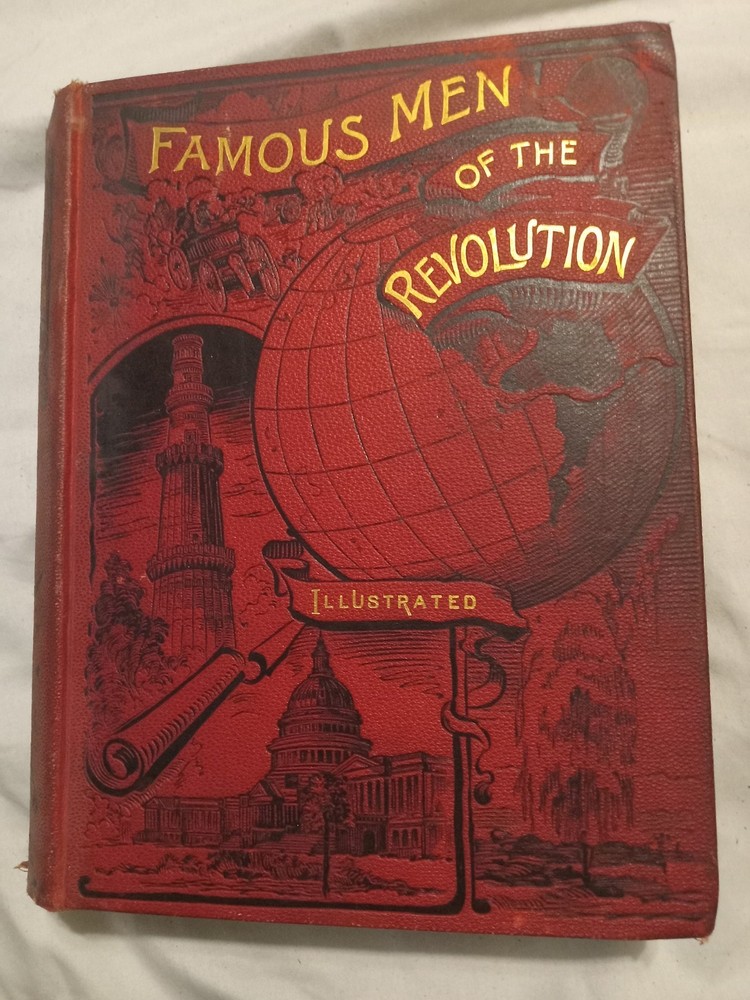 FAMOUS MEN
OF THE
REVOLUTION
ILLUSTRATED